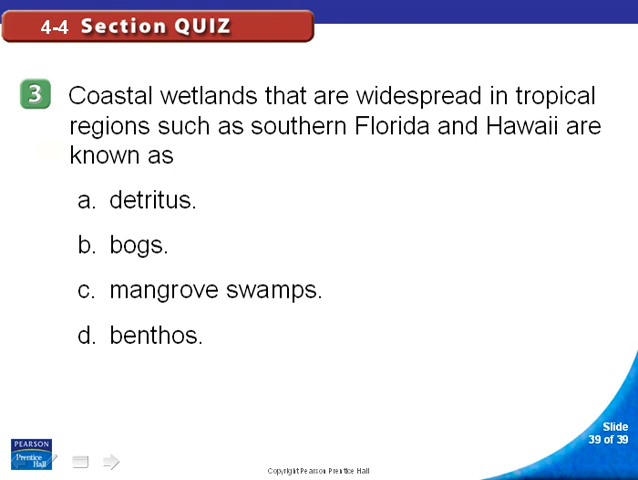 4-4 Section QUIZ
3 Coastal wetlands that are widespread in tropical
regions such as southern Florida and Hawaii are
known as
a. detritus.
b. bogs.
c. mangrove swamps.
d. benthos.
Slide
39 of 39
PEARSON
Prentice
Hall
Copyright Pearson Prentice Hall